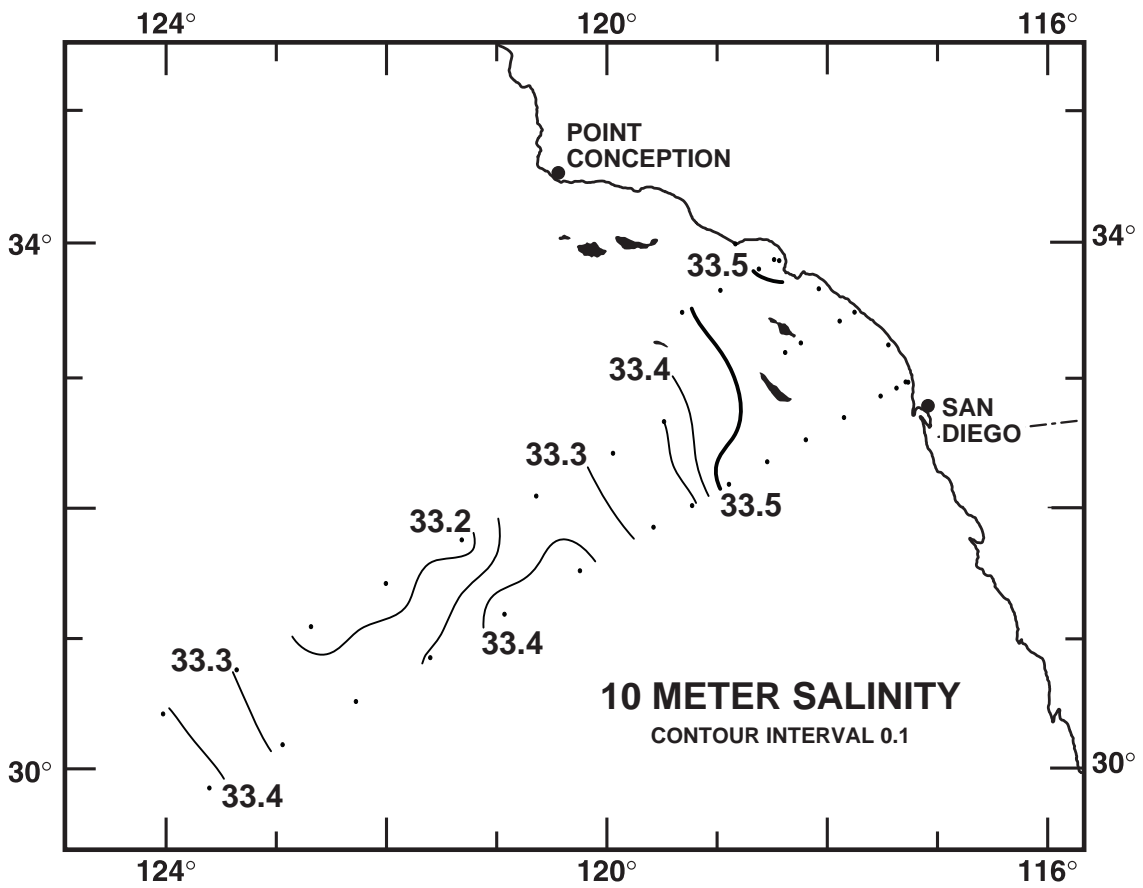 124° 120° 116°
POINT
CONCEPTION
34° 34°
33.5
33.4
SAN
DIEGO
33.3
33.5
33.2
33.4
33.3
10 METER SALINITY
CONTOUR INTERVAL 0.1
30° 30°
33.4
124° 120° 116°